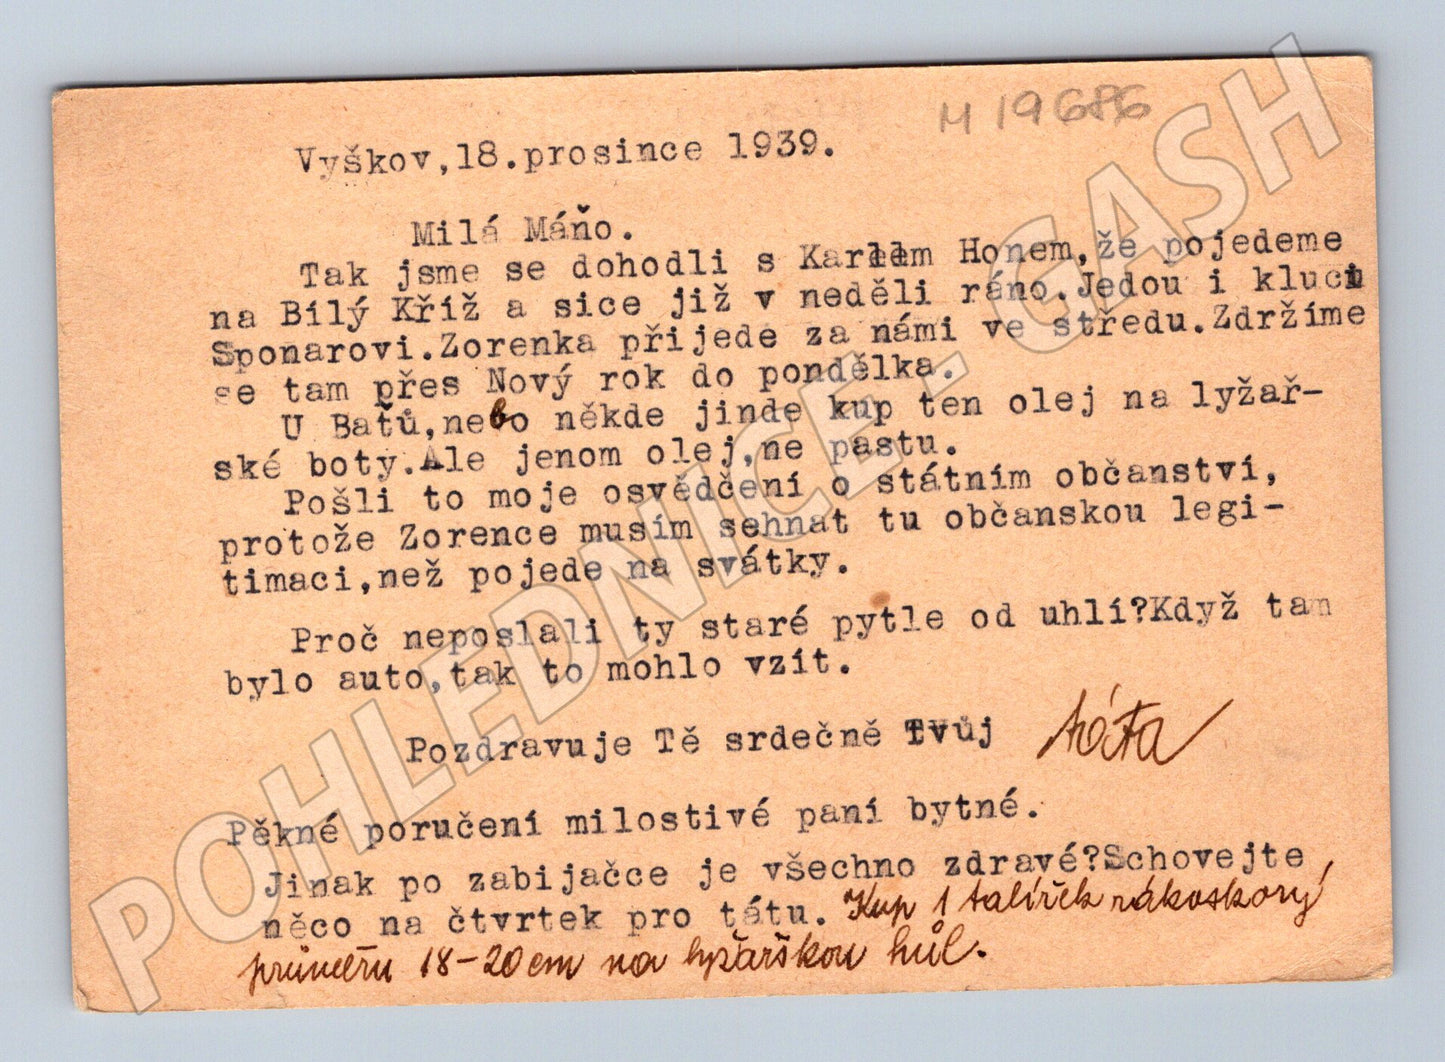 M 19686
Vyškov,18.prosince 1939.
Milá Máňo.
Tak jsme se dohodli s Karlem Honem,že pojedeme
na Bílý Kříž a sice již v neděli ráno.Jedou i kluci
Sponarovi.Zorenka přijede za námi ve středu.Zdržíme
se tam přes Nový rok do pondělka.
U Batů,nebo někde jinde kup ten olej na lyžař-
ské boty.Ale jenom olej,ne pastu.
Pošli to moje osvědčení o státním občanství,
protože Zorence musím sehnat tu občanskou legi-
timaci,než pojede na svátky.
Proč neposlali ty staré pytle od uhlí?Když tam
bylo auto,tak to mohlo vzít.
Pozdravuje Tě srdečně Tvůj táta
Pěkné poručení milostivé paní bytné.
Jinak po zabijačce je všechno zdravé?Schovejte
něco na čtvrtek pro tátu. Kup 1 talířek rákoskový
průměru 18-20cm na lyžařskou hůl.
POHLEDNICE - GASH